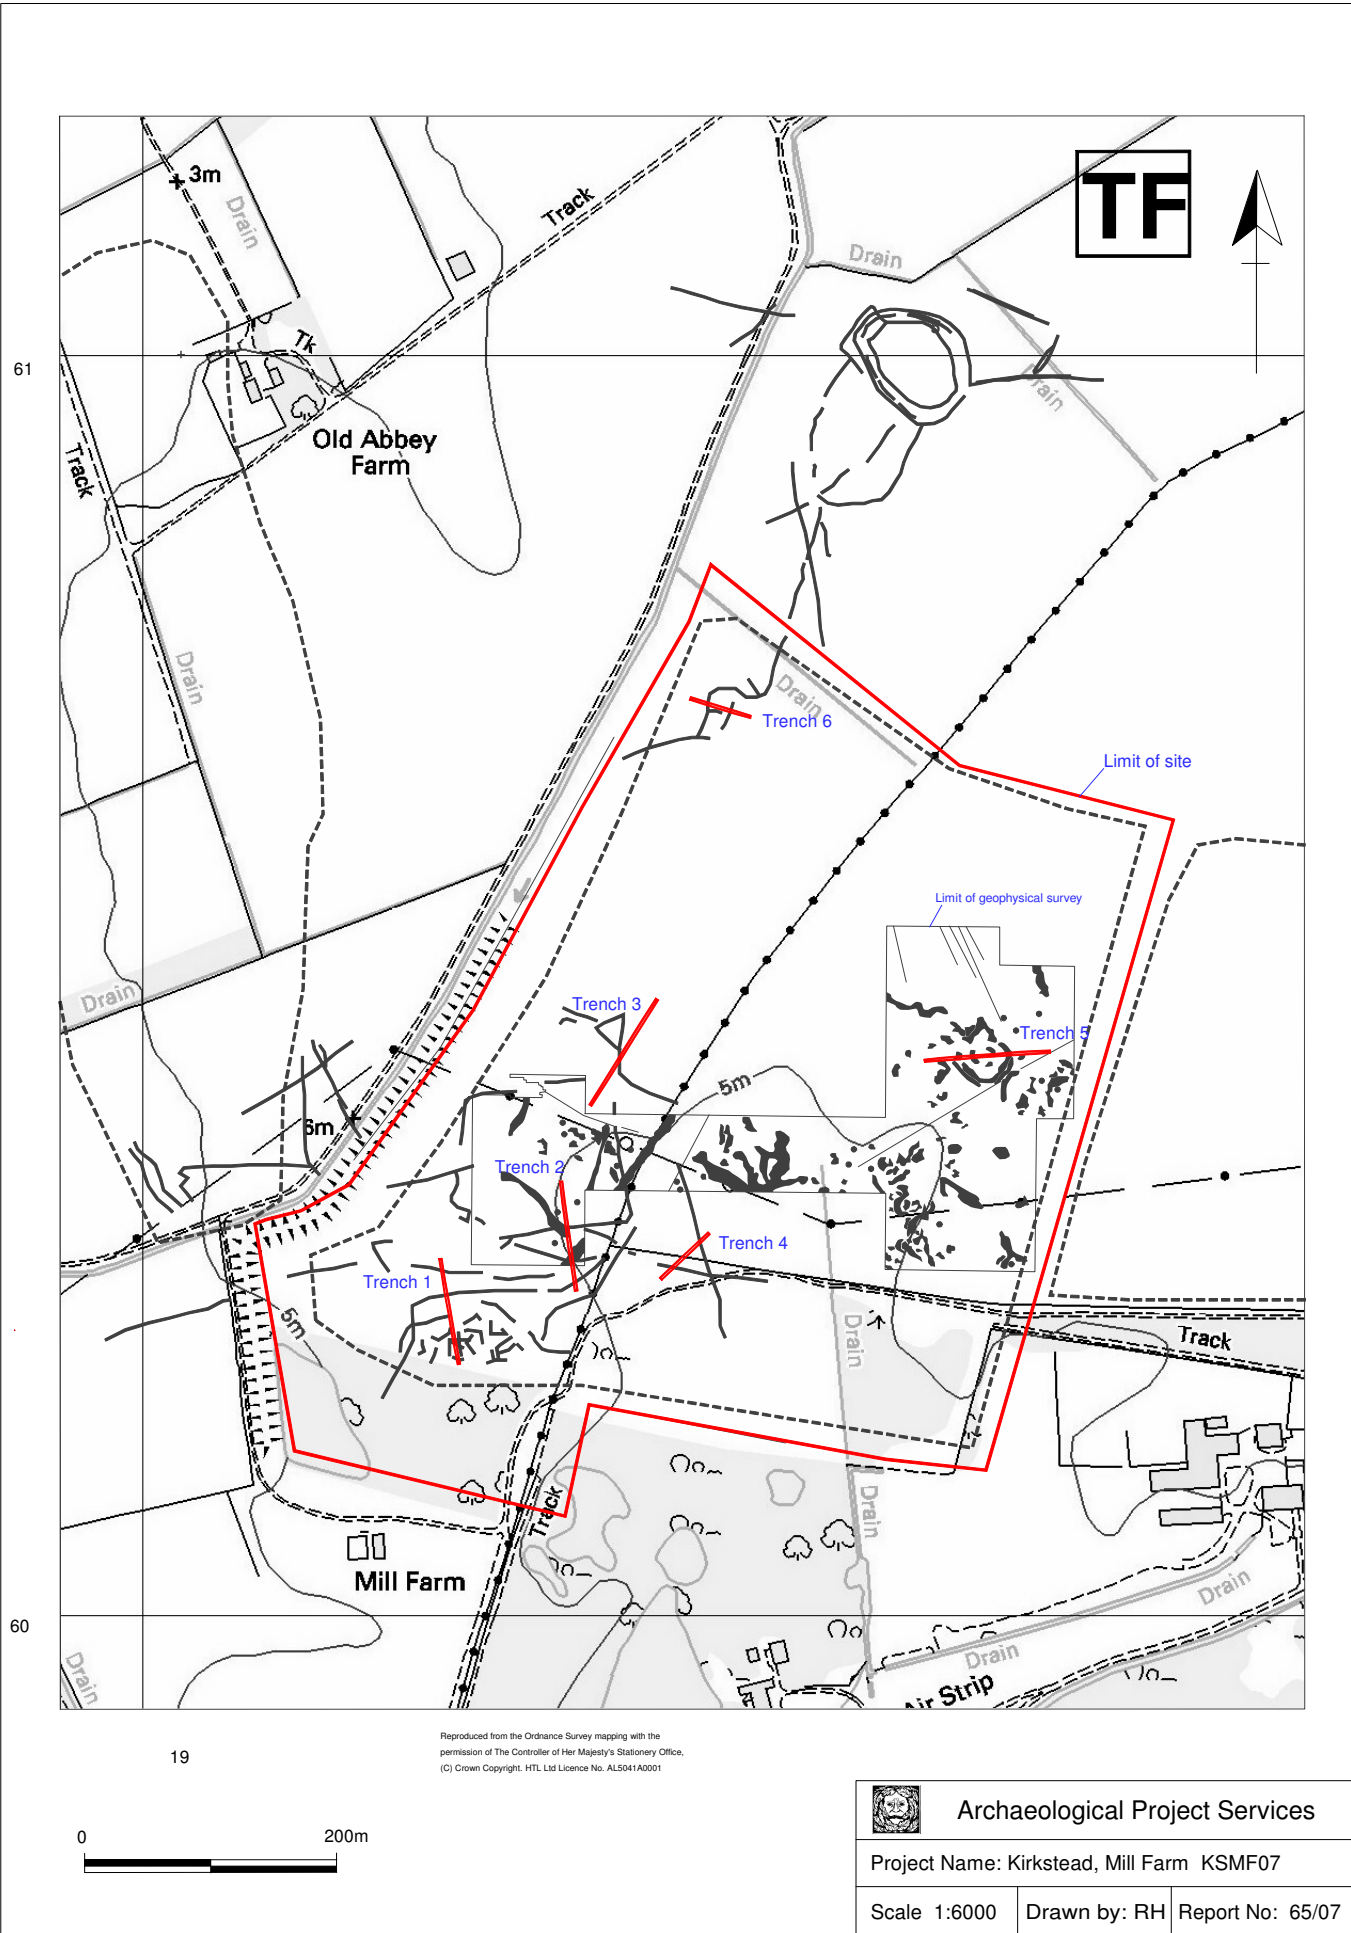 TF
3m
Drain
Track
Drain
61
Tk
Drain
Old Abbey
Farm
Track
Drain
Drain
Trench 6
Limit of site
Limit of geophysical survey
Drain
Trench 3
Trench 5
5m
6m
Trench 2
Trench 4
Trench 1
5m
Drain
Track
Track
Drain
Mill Farm
Drain
60
Drain
Drain
Air Strip
19
Reproduced from the Ordnance Survey mapping with the
permission of The Controller of Her Majesty's Stationery Office,
(C) Crown Copyright. HTL Ltd Licence No. AL5041A0001
0 200m
Archaeological Project Services
Project Name: Kirkstead, Mill Farm KSMF07
Scale 1:6000 Drawn by: RH Report No: 65/07